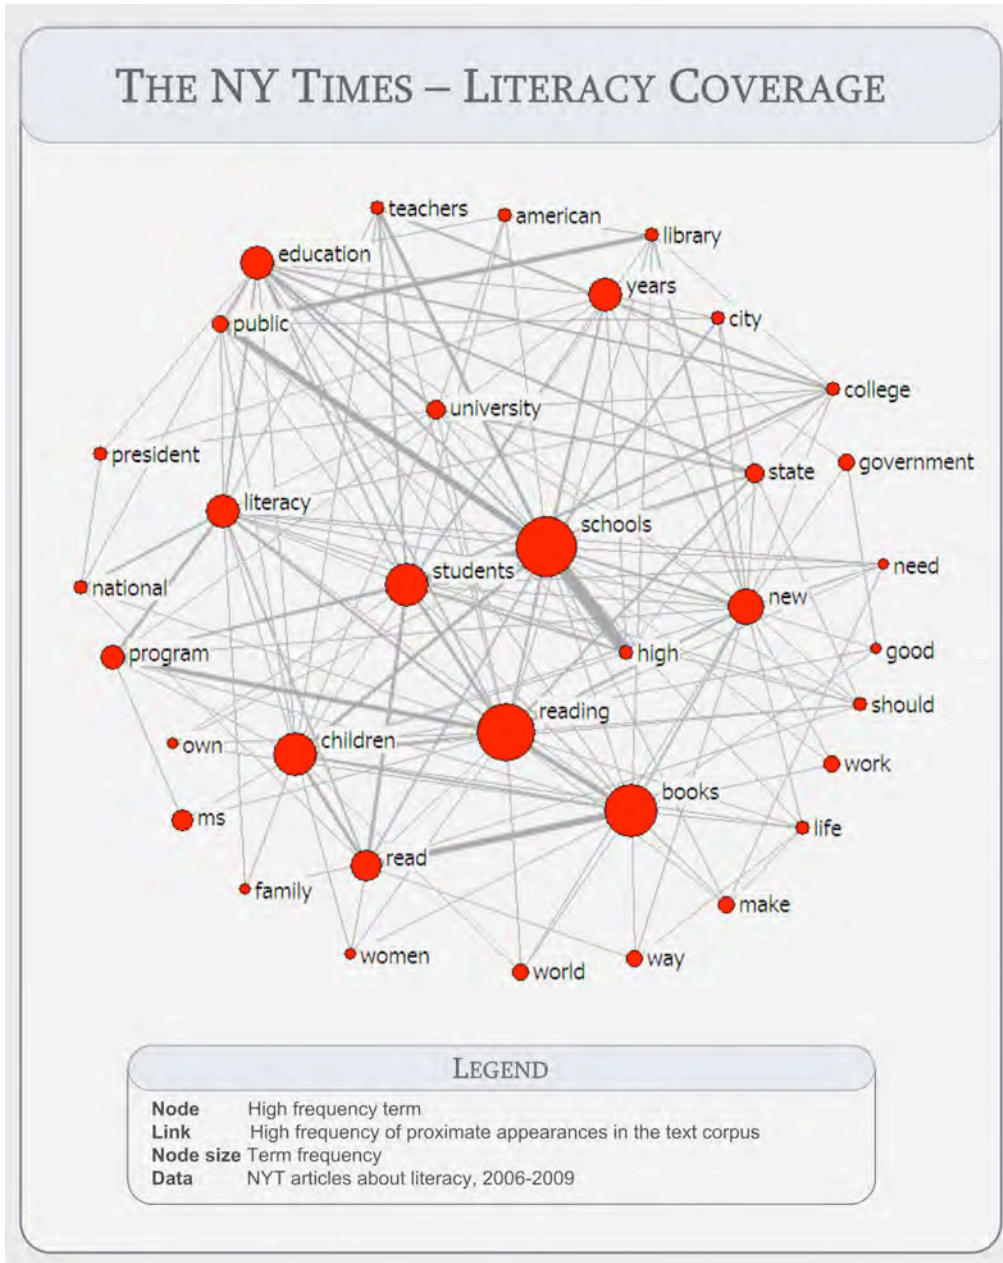 THE NY TIMES – LITERACY COVERAGE
teachers
american
library
education
years
public
city
college
university
president
government
state
literacy
schools
need
students
national
new
high
good
program
should
reading
own
children
work
books
ms
life
read
family
make
women
way
world
LEGEND
Node High frequency term
Link High frequency of proximate appearances in the text corpus
Node size Term frequency
Data NYT articles about literacy, 2006-2009